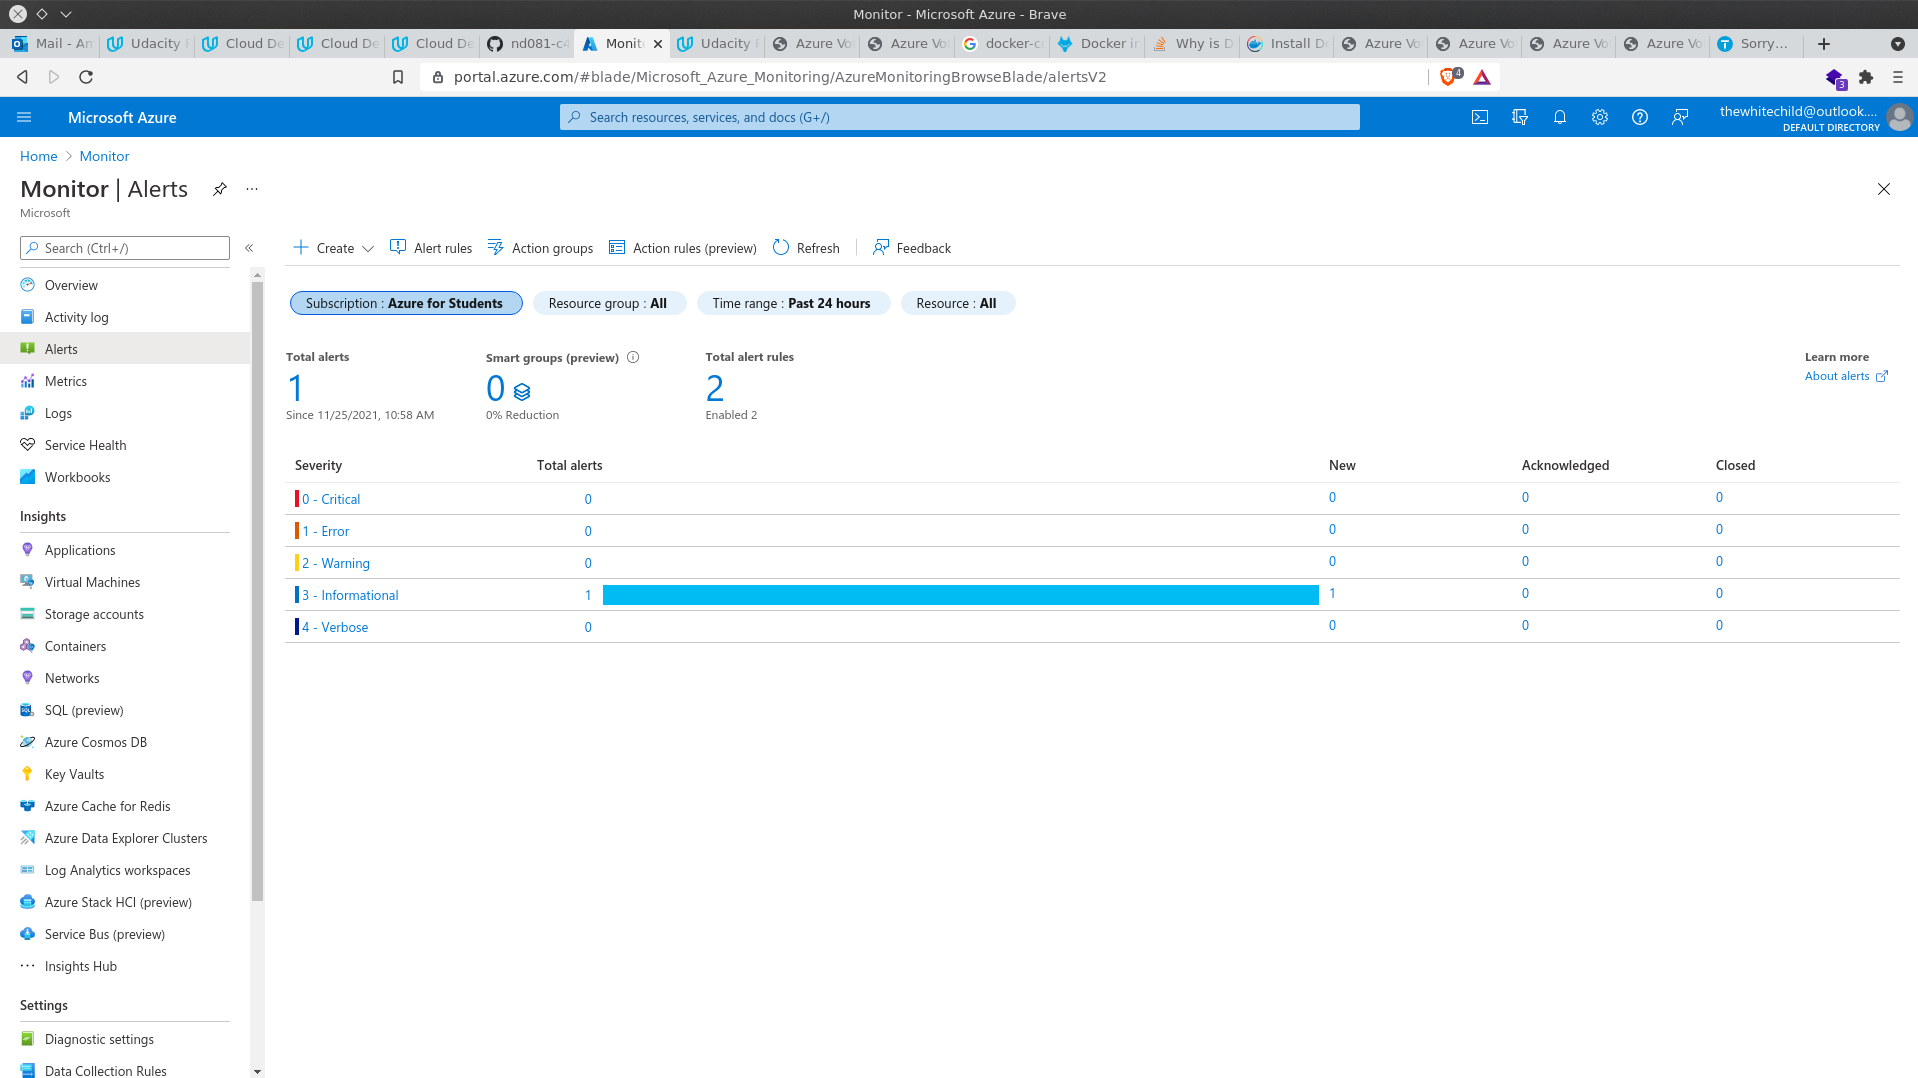 Monitor - Microsoft Azure - Brave
Mail - An
Udacity
Cloud De
Cloud De
Cloud De
nd081-c4
Monit
Udacity
Azure Vo
Azure Vo
docker-co
Docker in
Why is D
Install D
Azure Vo
Azure Vo
Azure Vo
Azure Vo
Sorry...
portal.azure.com/#blade/Microsoft_Azure_Monitoring/AzureMonitoringBrowseBlade/alertsV2
4
3
Microsoft Azure
Search resources, services, and docs (G+/)
thewhitechild@outlook....
DEFAULT DIRECTORY
Home > Monitor
Monitor | Alerts
Microsoft
Search (Ctrl+/)
Create
Alert rules
Action groups
Action rules (preview)
Refresh
Feedback
Overview
Activity log
Alerts
Metrics
Logs
Service Health
Workbooks
Insights
Applications
Virtual Machines
Storage accounts
Containers
Networks
SQL (preview)
Azure Cosmos DB
Key Vaults
Azure Cache for Redis
Azure Data Explorer Clusters
Log Analytics workspaces
Azure Stack HCI (preview)
Service Bus (preview)
Insights Hub
Settings
Diagnostic settings
Data Collection Rules
Subscription : Azure for Students
Resource group : All
Time range : Past 24 hours
Resource : All
Total alerts
1
Since 11/25/2021, 10:58 AM
Smart groups (preview)
0
0% Reduction
Total alert rules
2
Enabled 2
Learn more
About alerts
Severity Total alerts New Acknowledged Closed
0 - Critical 0 0 0 0
1 - Error 0 0 0 0
2 - Warning 0 0 0 0
3 - Informational 1 1 0 0
4 - Verbose 0 0 0 0